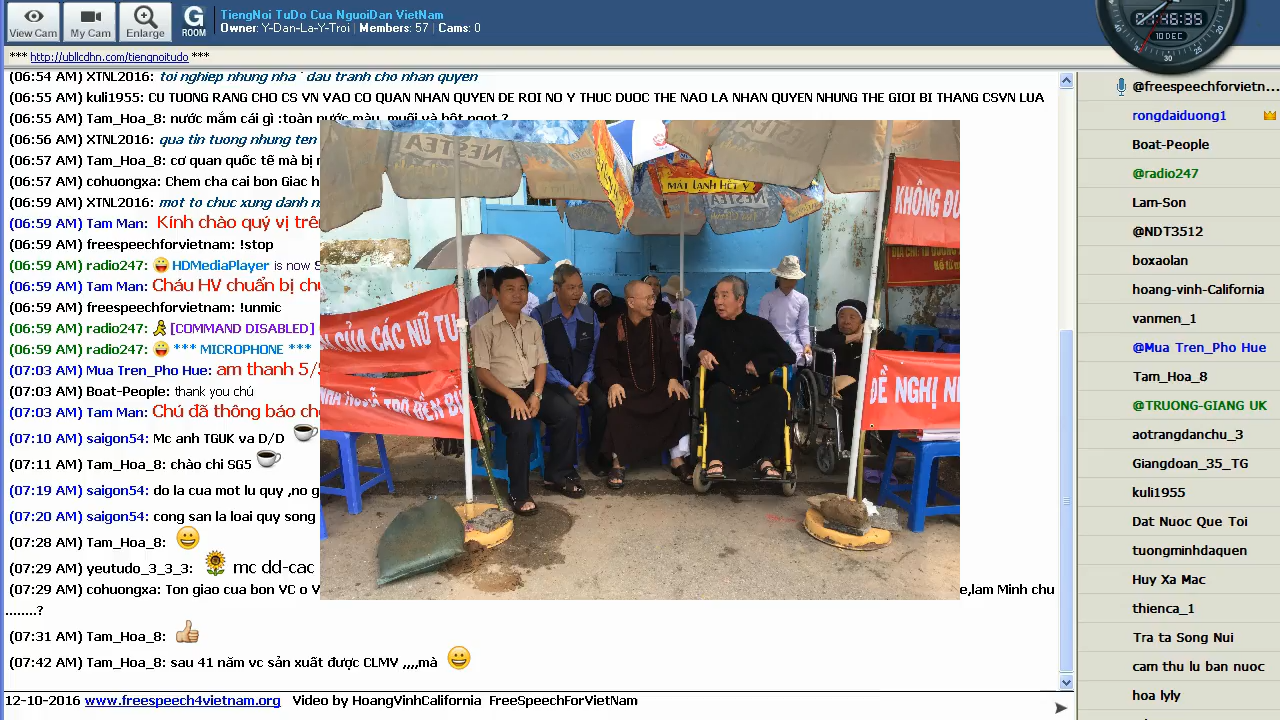 View Cam
My Cam
Enlarge
G
ROOM
TiengNoi TuDo Cua NguoiDan VietNam
Owner: Y-Dan-La-Y-Troi | Members: 57 | Cams: 0
10 DEC
*** http://ubllcdhn.com/tiengnoitudo ***
(06:54 AM) XTNL2016: toi nghiep nhung nha dau tranh cho nhan quyen
(06:55 AM) kuli1955: CU TUONG RANG CHO CS VN VAO CO QUAN NHAN QUYEN DE ROI NO Y THUC DUOC THE NAO LA NHAN QUYEN NHUNG THE GIOI BI THANG CSVN LUA
(06:55 AM) Tam_Hoa_8: nước mắm cái gì :toàn nước màu, muối và bột ngọt ?
(06:56 AM) XTNL2016: qua tin tuong nhung ten
(06:57 AM) Tam_Hoa_8: cơ quan quốc tế mà bị
(06:57 AM) cohuongxa: Chem cha cai bon Giac h
(06:59 AM) XTNL2016: mot to chuc xung danh n
(06:59 AM) Tam Man: Kính chào quý vị trên
(06:59 AM) freespeechforvietnam: !stop
(06:59 AM) radio247: HDMediaPlayer is now S
(06:59 AM) Tam Man: Cháu HV chuẩn bị
(06:59 AM) freespeechforvietnam: !unmic
(06:59 AM) radio247: [COMMAND DISABLED]
(06:59 AM) radio247: *** MICROPHONE ***
(07:03 AM) Mua Tren_Pho Hue: am thanh 5/5
(07:03 AM) Boat-People: thank you chú
(07:03 AM) Tam Man: Chú đã thông báo
(07:10 AM) saigon54: Mc anh TGUK va D/D
(07:11 AM) Tam_Hoa_8: chào chi SG5
(07:19 AM) saigon54: do la cua mot lu quy ,no g
(07:20 AM) saigon54: cong san la loai quy song
(07:28 AM) Tam_Hoa_8:
(07:29 AM) yeutudo_3_3_3: mc dd-cac
(07:29 AM) cohuongxa: Ton giao cua bon VC o V e,lam Minh chu
........?
(07:31 AM) Tam_Hoa_8:
(07:42 AM) Tam_Hoa_8: sau 41 năm vc sản xuất được CLMV ,,,,mà
NESTEA
NESTEA
NESTEA
MÁT LẠNH HẾT Ý
KHÔNG
CỦA CÁC NỮ TU
HỖ TRỢ ĐỀN
ĐỀ NGHỊ
12-10-2016 www.freespeech4vietnam.org Video by HoangVinhCalifornia FreeSpeechForVietNam
@freespeechforvietn...
rongdaiduong1
Boat-People
@radio247
Lam-Son
@NDT3512
boxaolan
hoang-vinh-California
vanmen_1
@Mua Tren_Pho Hue
Tam_Hoa_8
@TRUONG-GIANG UK
aotrangdanchu_3
Giangdoan_35_TG
kuli1955
Dat Nuoc Que Toi
tuongminhdaquen
Huy Xa Mac
thienca_1
Tra ta Song Nui
cam thu lu ban nuoc
hoa lyly